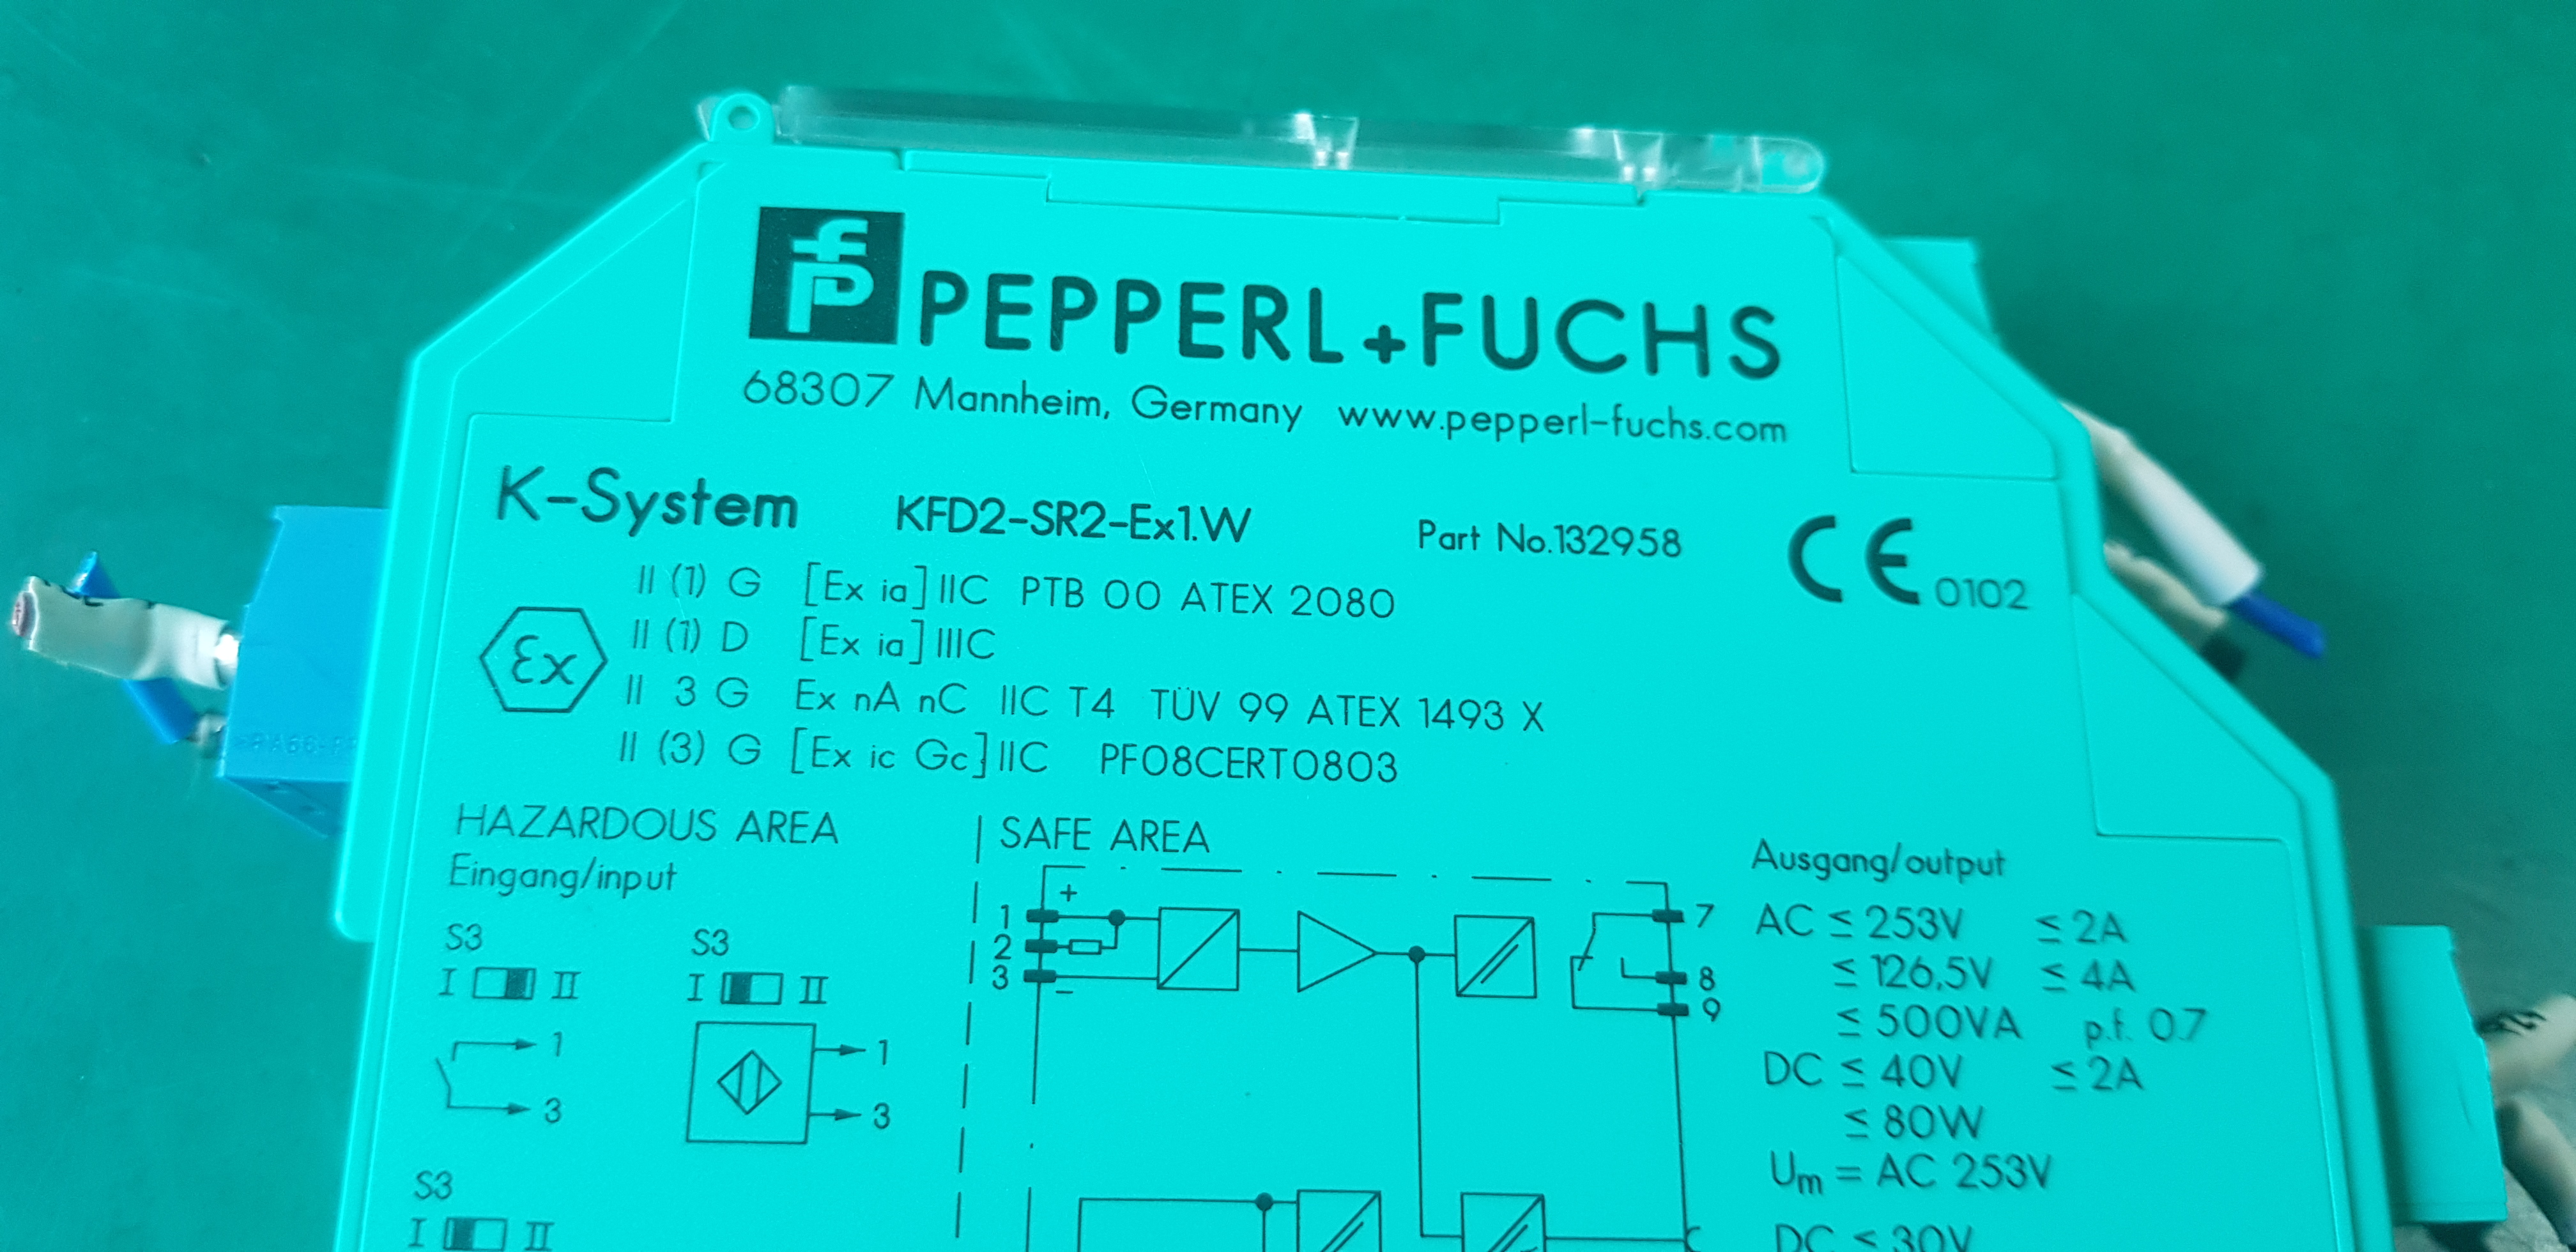 PEPPERL+FUCHS
68307 Mannheim, Germany www.pepperl-fuchs.com
K-System KFD2-SR2-Ex1.W Part No.132958 CE 0102
II (1) G [Ex ia] IIC PTB 00 ATEX 2080
II (1) D [Ex ia] IIIC
Ex
II 3 G Ex nA nC IIC T4 TÜV 99 ATEX 1493 X
II (3) G [Ex ic Gc] IIC PF08CERT0803
HAZARDOUS AREA SAFE AREA
Eingang/input
Ausgang/output
+
1
2
3
−
7
8
9
S3 S3
I II I II
1
3
1
3
S3
I II
AC ≤ 253V ≤ 2A
≤ 126,5V ≤ 4A
≤ 500VA p.f. 0.7
DC ≤ 40V ≤ 2A
≤ 80W
Um = AC 253V
DC ≤ 30V